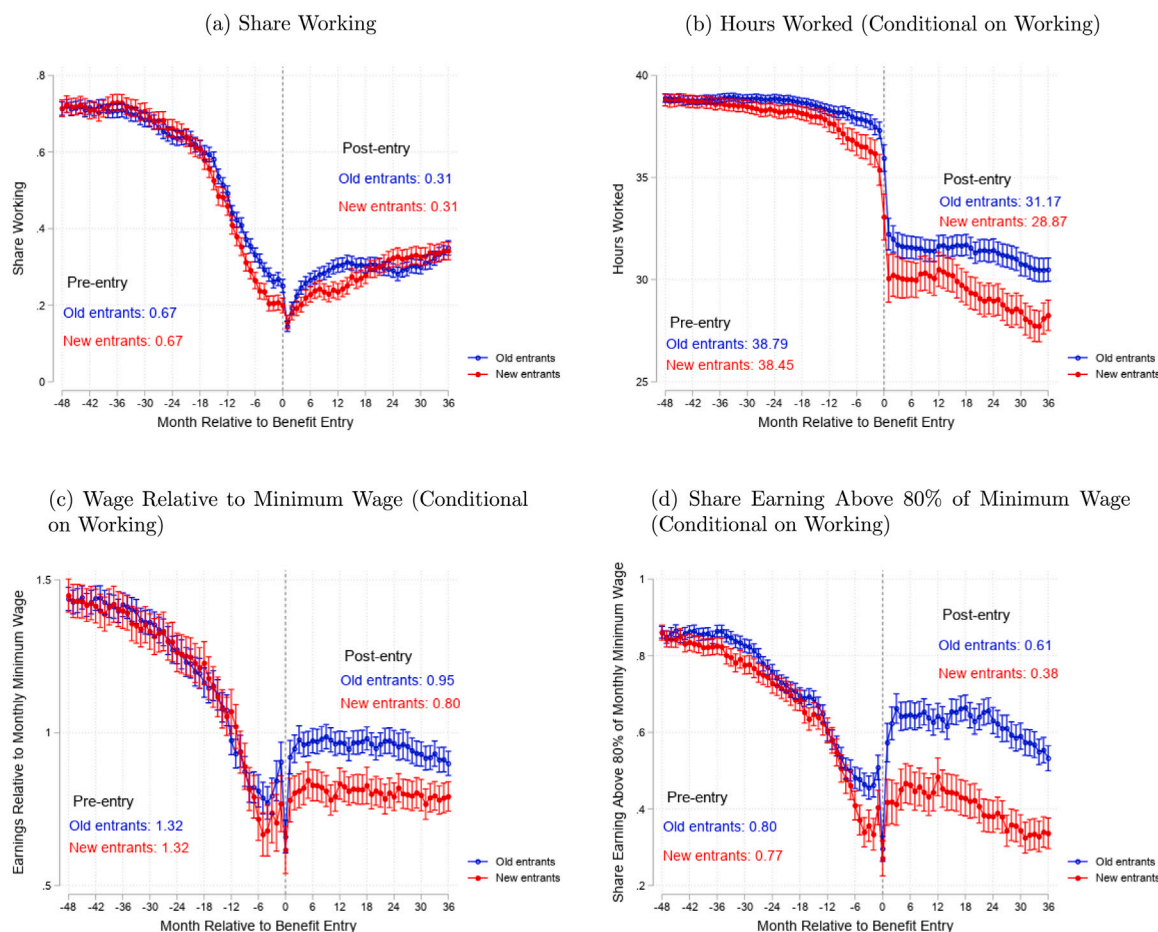 (a) Share Working
.8
.6
.4
.2
0
Share Working
Post-entry
Old entrants: 0.31
New entrants: 0.31
Pre-entry
Old entrants: 0.67
New entrants: 0.67
Old entrants
New entrants
-48 -42 -36 -30 -24 -18 -12 -6 0 6 12 18 24 30 36
Month Relative to Benefit Entry
(b) Hours Worked (Conditional on Working)
40
35
30
25
Hours Worked
Post-entry
Old entrants: 31.17
New entrants: 28.87
Pre-entry
Old entrants: 38.79
New entrants: 38.45
Old entrants
New entrants
-48 -42 -36 -30 -24 -18 -12 -6 0 6 12 18 24 30 36
Month Relative to Benefit Entry
(c) Wage Relative to Minimum Wage (Conditional
on Working)
1.5
1
.5
Earnings Relative to Monthly Minimum Wage
Post-entry
Old entrants: 0.95
New entrants: 0.80
Pre-entry
Old entrants: 1.32
New entrants: 1.32
Old entrants
New entrants
-48 -42 -36 -30 -24 -18 -12 -6 0 6 12 18 24 30 36
Month Relative to Benefit Entry
(d) Share Earning Above 80% of Minimum Wage
(Conditional on Working)
1
.8
.6
.4
.2
Share Earning Above 80% of Monthly Minimum Wage
Post-entry
Old entrants: 0.61
New entrants: 0.38
Pre-entry
Old entrants: 0.80
New entrants: 0.77
Old entrants
New entrants
-48 -42 -36 -30 -24 -18 -12 -6 0 6 12 18 24 30 36
Month Relative to Benefit Entry